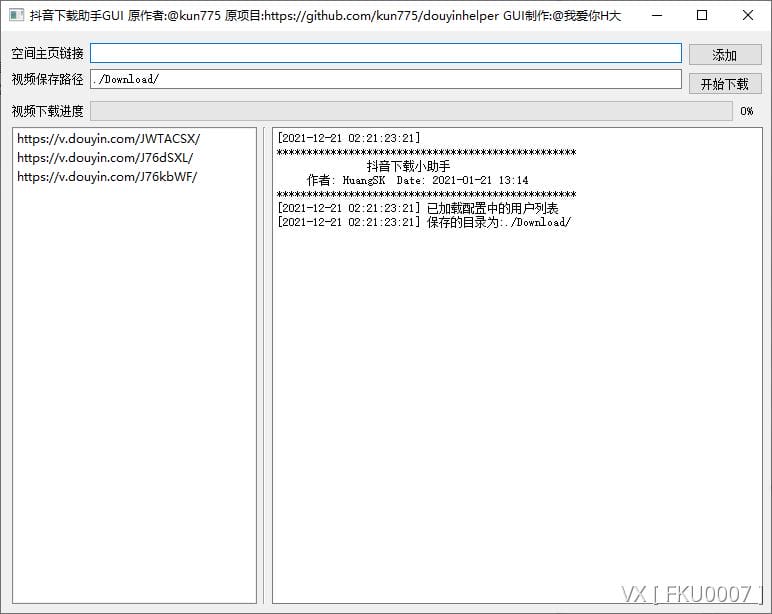 抖音下载助手GUI 原作者:@kun775 原项目:https://github.com/kun775/douyinhelper GUI制作:@我爱你H大
空间主页链接
添加
视频保存路径 ./Download/
开始下载
视频下载进度 0%
https://v.douyin.com/JWTACSX/
https://v.douyin.com/J76dSXL/
https://v.douyin.com/J76kbWF/
[2021-12-21 02:21:23:21]
**************************************************
抖音下载小助手
作者: HuangSK Date: 2021-01-21 13:14
**************************************************
[2021-12-21 02:21:23:21] 已加载配置中的用户列表
[2021-12-21 02:21:23:21] 保存的目录为:./Download/
VX [ FKU0007 ]